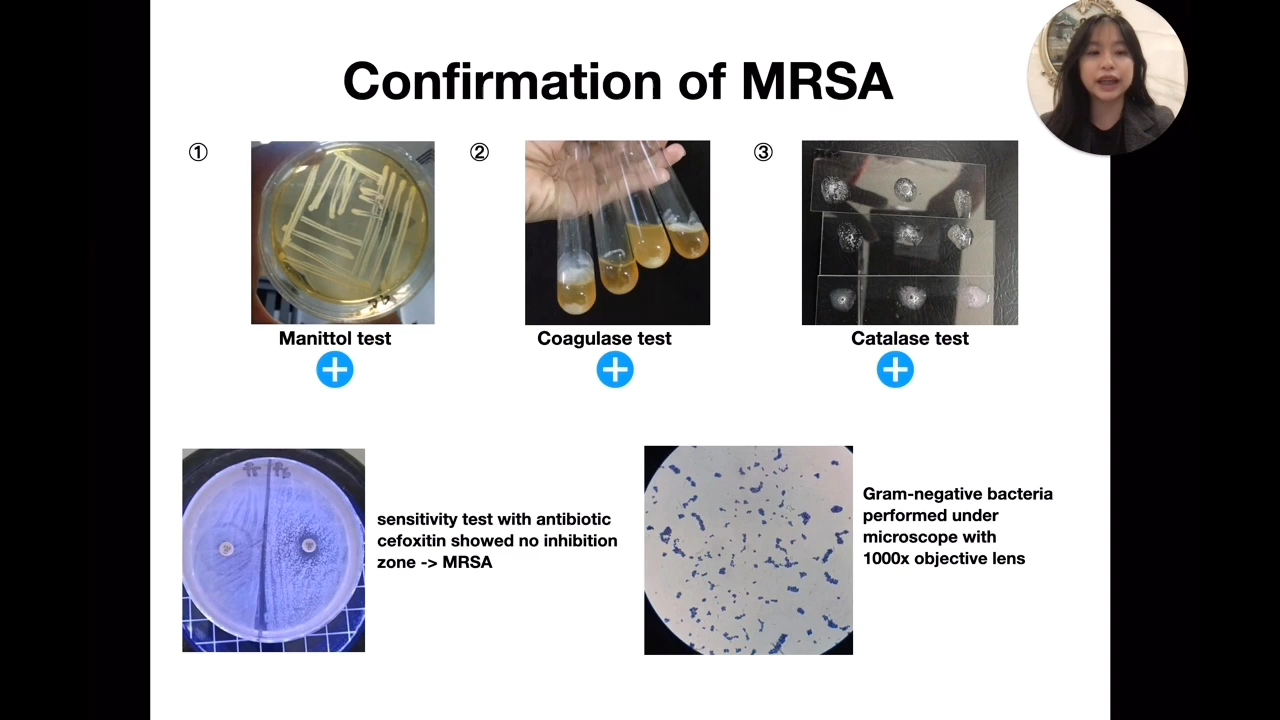 Confirmation of MRSA
①
②
③
Manittol test
Coagulase test
Catalase test
sensitivity test with antibiotic
cefoxitin showed no inhibition
zone -> MRSA
Gram-negative bacteria
performed under
microscope with
1000x objective lens